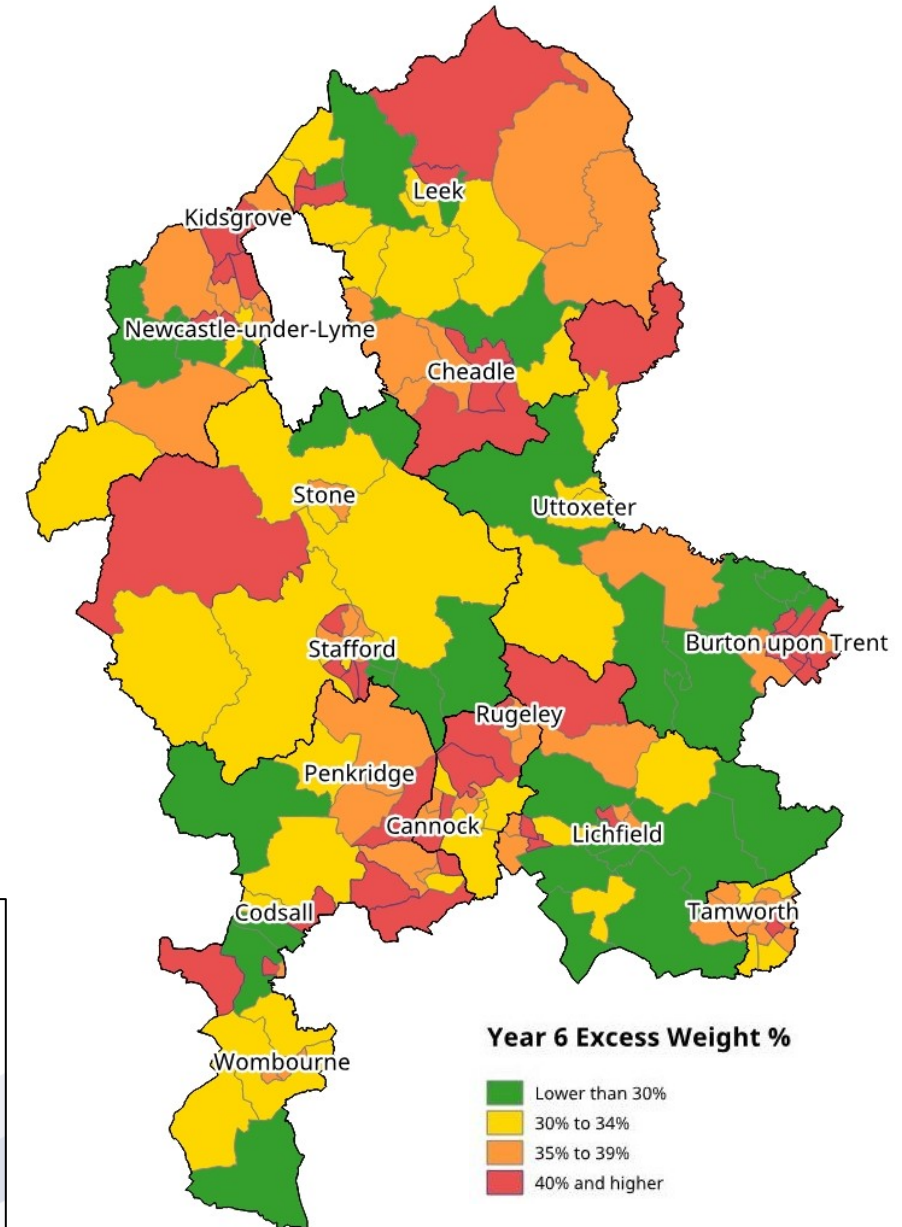 Leek
Kidsgrove
Newcastle-under-Lyme
Cheadle
Stone
Uttoxeter
Stafford
Burton upon Trent
Rugeley
Penkridge
Cannock
Lichfield
Codsall
Tamworth
Wombourne
Year 6 Excess Weight %
Lower than 30%
30% to 34%
35% to 39%
40% and higher